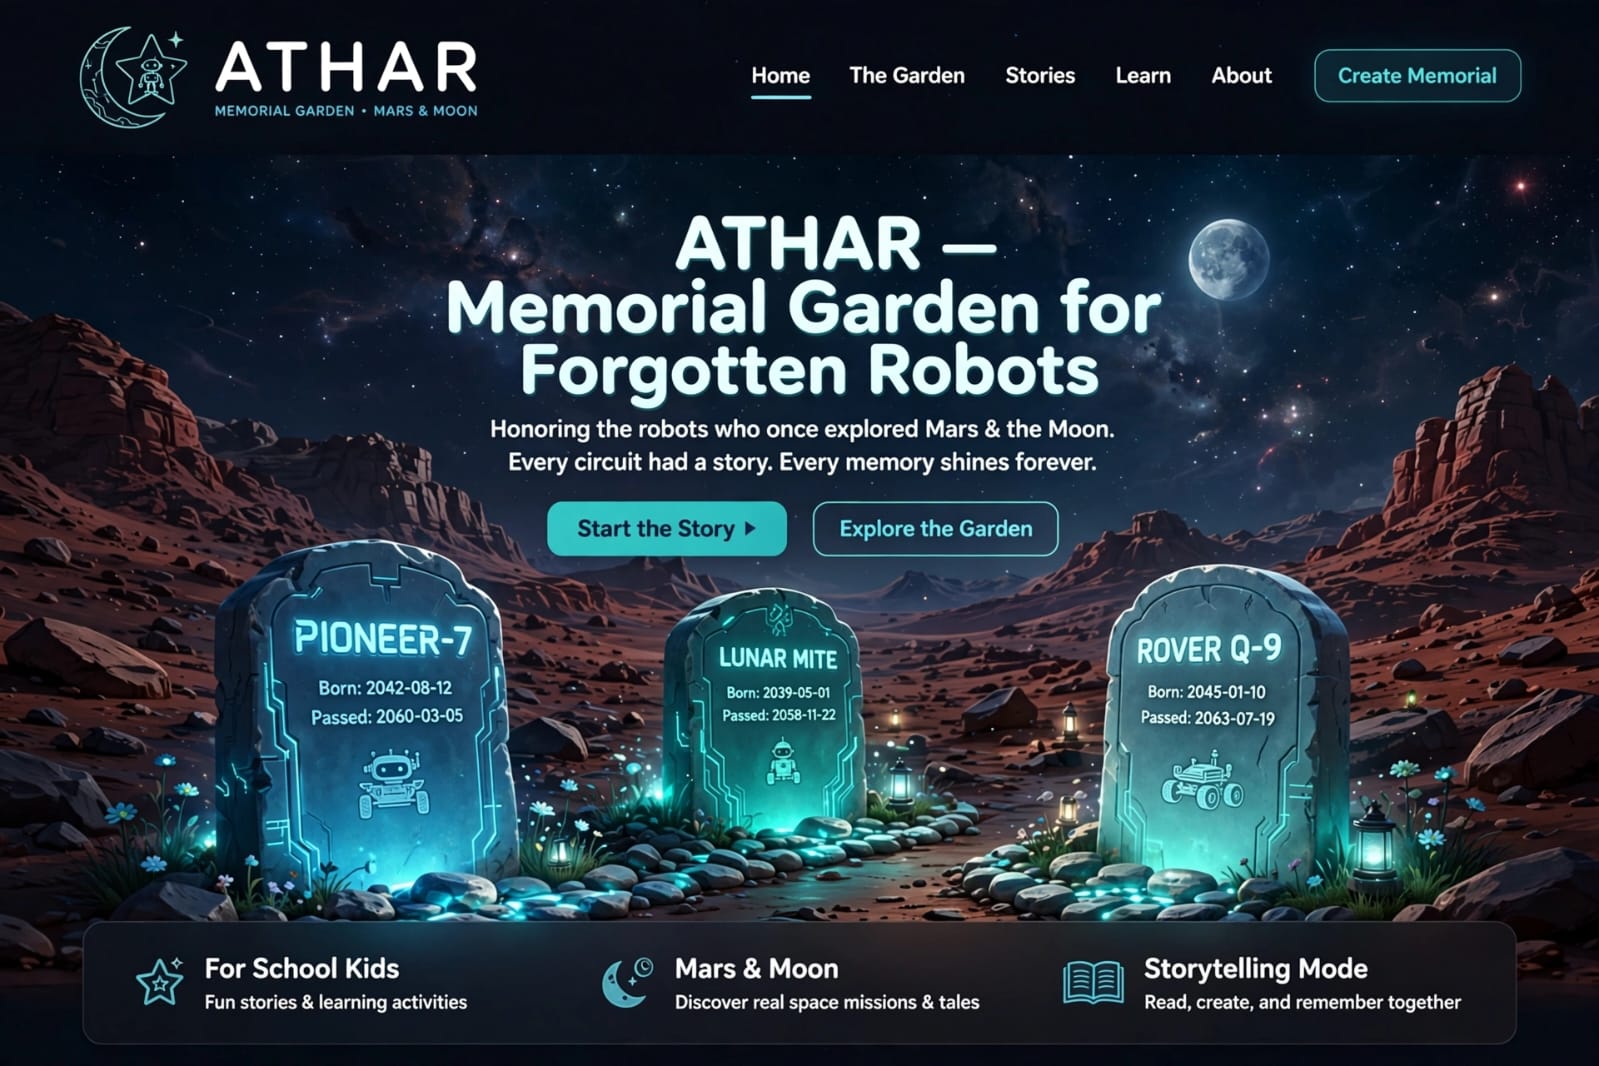 ATHAR
MEMORIAL GARDEN • MARS & MOON
Home
The Garden
Stories
Learn
About
Create Memorial
ATHAR —
Memorial Garden for
Forgotten Robots
Honoring the robots who once explored Mars & the Moon.
Every circuit had a story. Every memory shines forever.
Start the Story
Explore the Garden
PIONEER-7
Born: 2042-08-12
Passed: 2060-03-05
LUNAR MITE
Born: 2039-05-01
Passed: 2058-11-22
ROVER Q-9
Born: 2045-01-10
Passed: 2063-07-19
For School Kids
Fun stories & learning activities
Mars & Moon
Discover real space missions & tales
Storytelling Mode
Read, create, and remember together